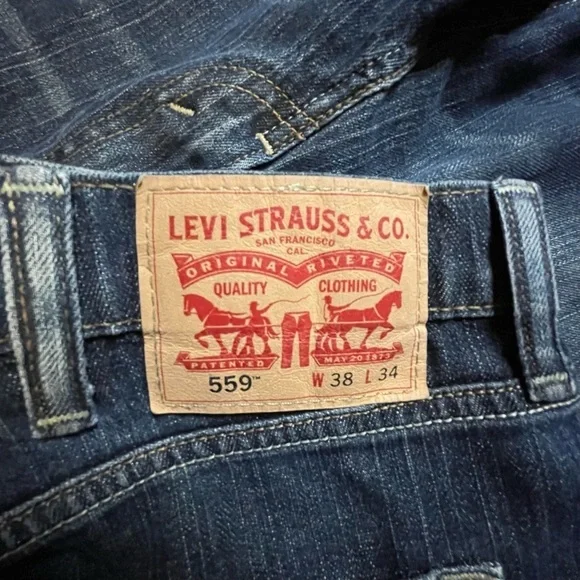 LEVI STRAUSS & CO.
SAN FRANCISCO
CAL.
ORIGINAL RIVETED
QUALITY CLOTHING
PATENTED MAY 20 1873
559™ W 38 L 34